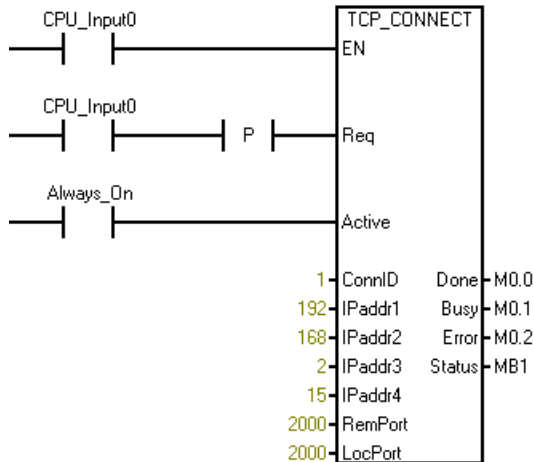 CPU_Input0
TCP_CONNECT
EN
CPU_Input0
P
Req
Always_On
Active
1 ConnID Done M0.0
192 IPaddr1 Busy M0.1
168 IPaddr2 Error M0.2
2 IPaddr3 Status MB1
15 IPaddr4
2000 RemPort
2000 LocPort